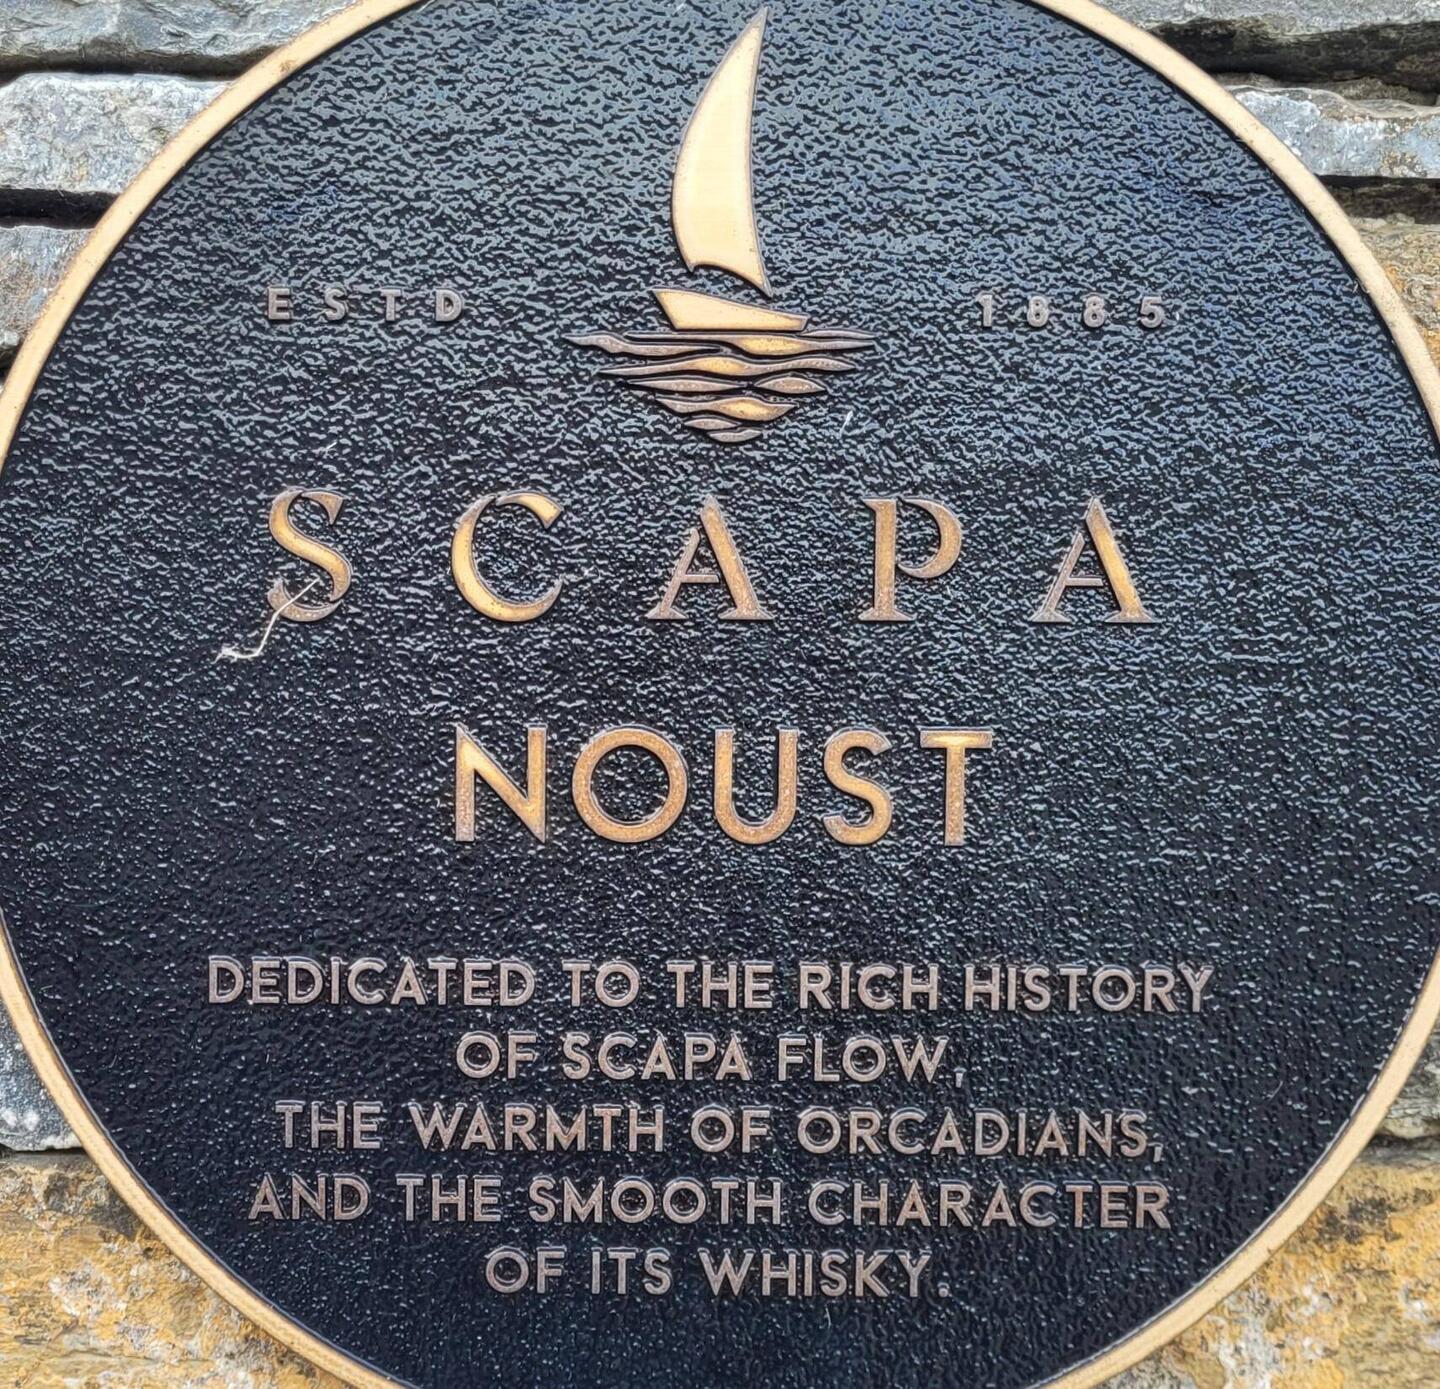 ESTD 1885
SCAPA
NOUST
DEDICATED TO THE RICH HISTORY
OF SCAPA FLOW,
THE WARMTH OF ORCADIANS,
AND THE SMOOTH CHARACTER
OF ITS WHISKY.